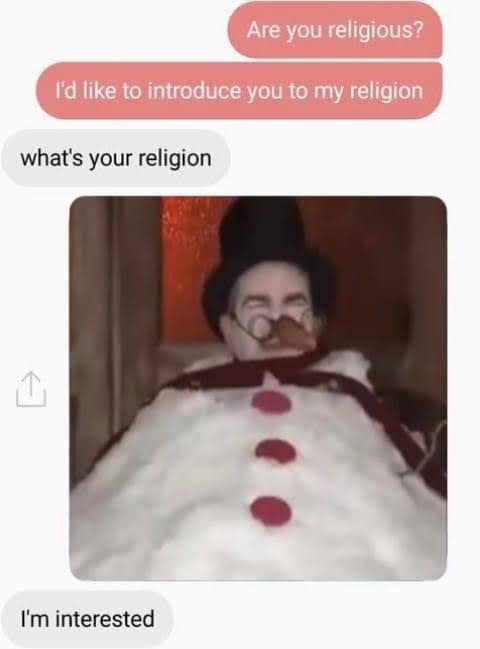 Are you religious?
I'd like to introduce you to my religion
what's your religion
I'm interested